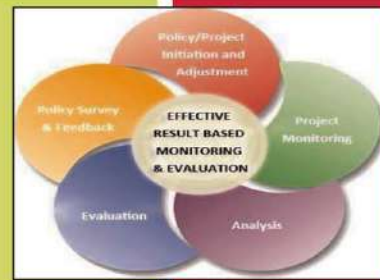 Policy/Project
Initiation and
Adjustment
Policy Survey
& Feedback
EFFECTIVE
RESULT BASED
MONITORING
& EVALUATION
Project
Monitoring
Evaluation
Analysis